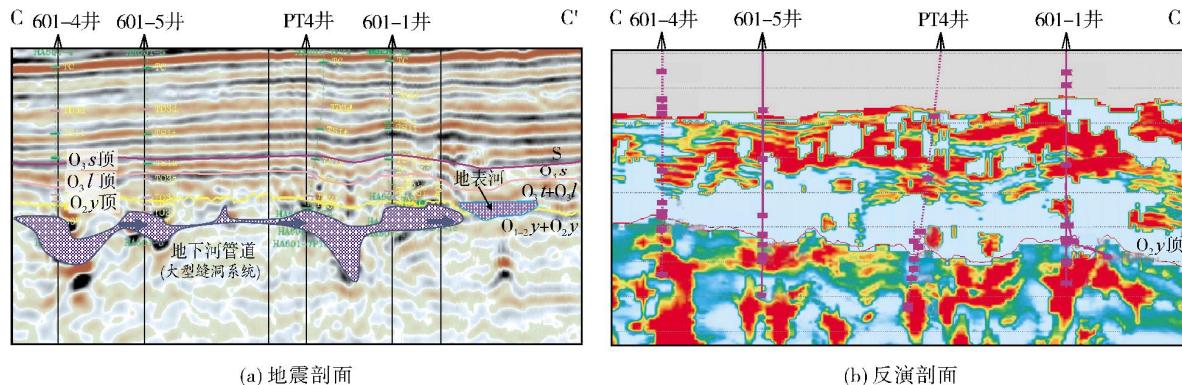 C 601-4井 601-5井 PT4井 601-1井 C'
O₃s顶
O₃l顶
O₂y顶
S
O₃s
地表河
O₃t+O₃l
O₁₋₂y+O₂y
地下河管道
(大型缝洞系统)
(a) 地震剖面
C 601-4井 601-5井 PT4井 601-1井 C
O₂y顶
(b) 反演剖面